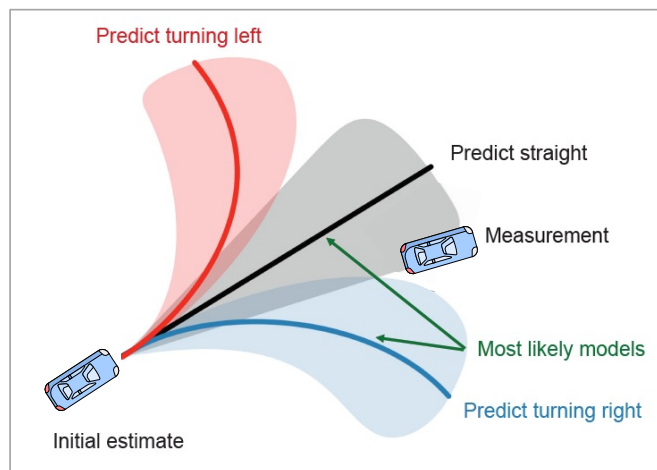 Predict turning left
Predict straight
Measurement
Most likely models
Predict turning right
Initial estimate